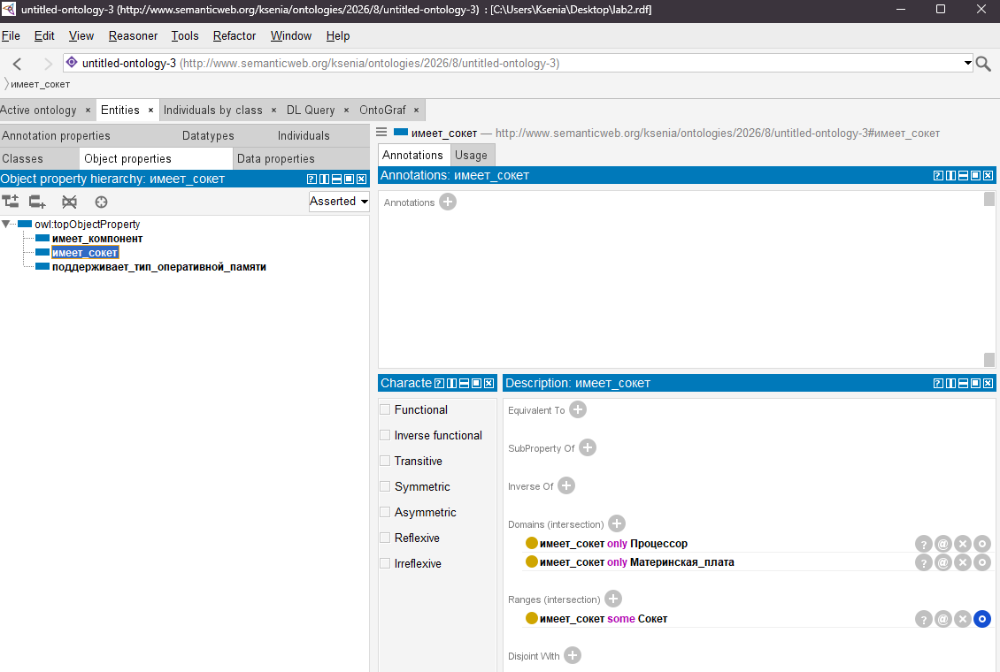 untitled-ontology-3 (http://www.semanticweb.org/ksenia/ontologies/2026/8/untitled-ontology-3) : [C:\Users\Ksenia\Desktop\lab2.rdf]
File Edit View Reasoner Tools Refactor Window Help
untitled-ontology-3 (http://www.semanticweb.org/ksenia/ontologies/2026/8/untitled-ontology-3)
имеет_сокет
Active ontology × Entities × Individuals by class × DL Query × OntoGraf ×
Annotation properties Datatypes Individuals
Classes Object properties Data properties
Object property hierarchy: имеет_сокет
Asserted
owl:topObjectProperty
имеет_компонент
имеет_сокет
поддерживает_тип_оперативной_памяти
имеет_сокет — http://www.semanticweb.org/ksenia/ontologies/2026/8/untitled-ontology-3#имеет_сокет
Annotations Usage
Annotations: имеет_сокет
Annotations
Characte
Functional
Inverse functional
Transitive
Symmetric
Asymmetric
Reflexive
Irreflexive
Description: имеет_сокет
Equivalent To
SubProperty Of
Inverse Of
Domains (intersection)
имеет_сокет only Процессор
имеет_сокет only Материнская_плата
Ranges (intersection)
имеет_сокет some Сокет
Disjoint With